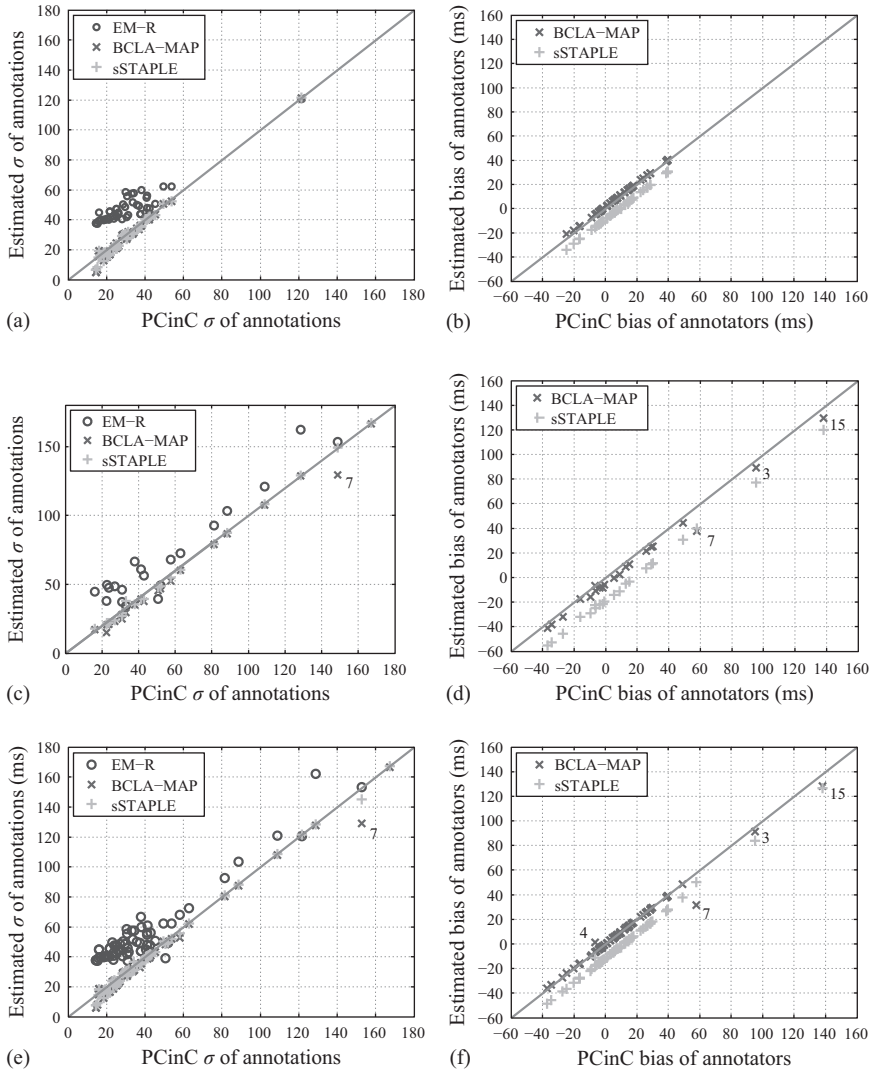 180
160
140
120
100
80
60
40
20
0
Estimated σ of annotators
EM−R
BCLA−MAP
sSTAPLE
0 20 40 60 80 100 120 140 160 180
(a) PCinC σ of annotations
160
140
120
100
80
60
40
20
0
−20
−40
−60
Estimated bias of annotators (ms)
BCLA−MAP
sSTAPLE
−60 −40 −20 0 20 40 60 80 100 120 140 160
(b) PCinC bias of annotators (ms)
150
100
50
0
Estimated σ of annotations
EM−R
BCLA−MAP
sSTAPLE
7
0 20 40 60 80 100 120 140 160 180
(c) PCinC σ of annotations
160
140
120
100
80
60
40
20
0
−20
−40
−60
Estimated bias of annotators (ms)
BCLA−MAP
sSTAPLE
15
3
7
−60 −40 −20 0 20 40 60 80 100 120 140 160
(d) PCinC bias of annotators (ms)
180
160
140
120
100
80
60
40
20
0
Estimated σ of annotations (ms)
EM−R
BCLA−MAP
sSTAPLE
7
0 20 40 60 80 100 120 140 160 180
(e) PCinC σ of annotations
160
140
120
100
80
60
40
20
0
−20
−40
−60
Estimated bias of annotators (ms)
BCLA−MAP
sSTAPLE
15
3
7
4
−60 −40 −20 0 20 40 60 80 100 120 140 160
(f) PCinC bias of annotators